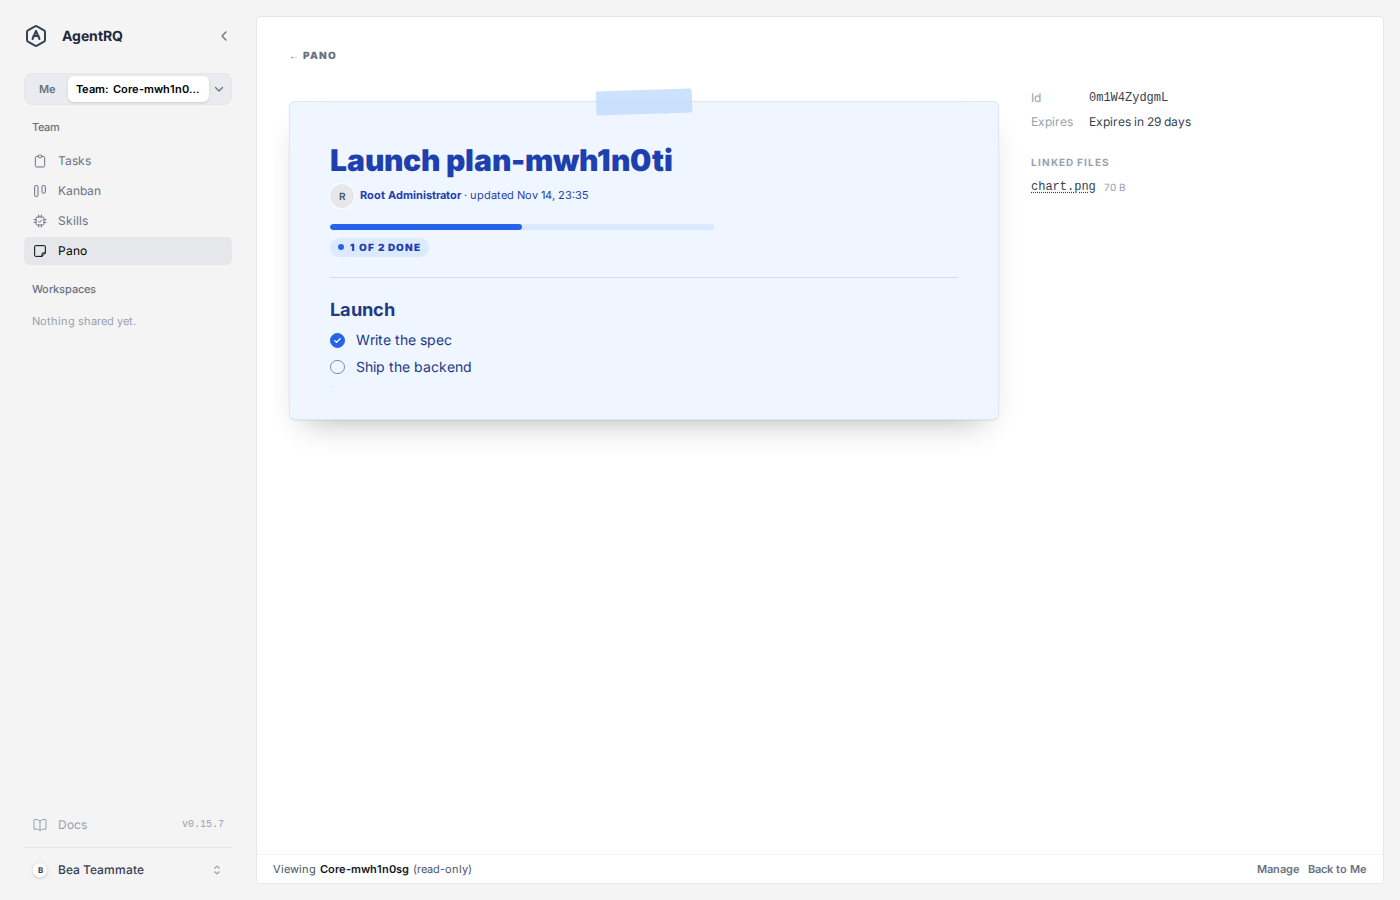 AgentRQ
Me
Team: Core-mwh1n0...
Team
Tasks
Kanban
Skills
Pano
Workspaces
Nothing shared yet.
Docs
v0.15.7
B
Bea Teammate
← PANO
Launch plan-mwh1n0ti
R
Root Administrator · updated Nov 14, 23:35
1 OF 2 DONE
Launch
Write the spec
Ship the backend
Id 0m1W4ZydgmL
Expires Expires in 29 days
LINKED FILES
chart.png 70 B
Viewing Core-mwh1n0sg (read-only)
Manage Back to Me